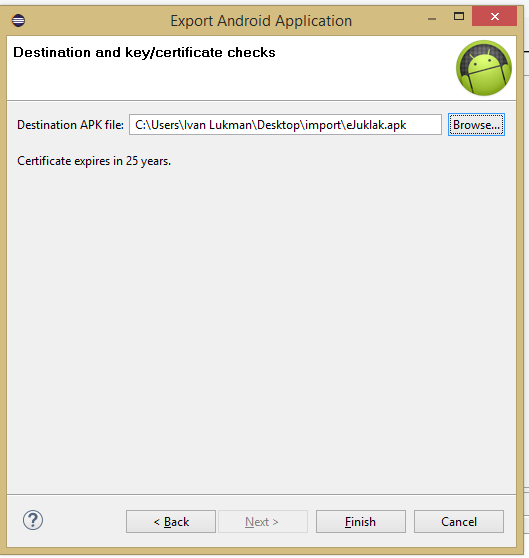 Export Android Application
Destination and key/certificate checks
Destination APK file: C:\Users\Ivan Lukman\Desktop\import\eJuklak.apk Browse...
Certificate expires in 25 years.
? < Back Next > Finish Cancel